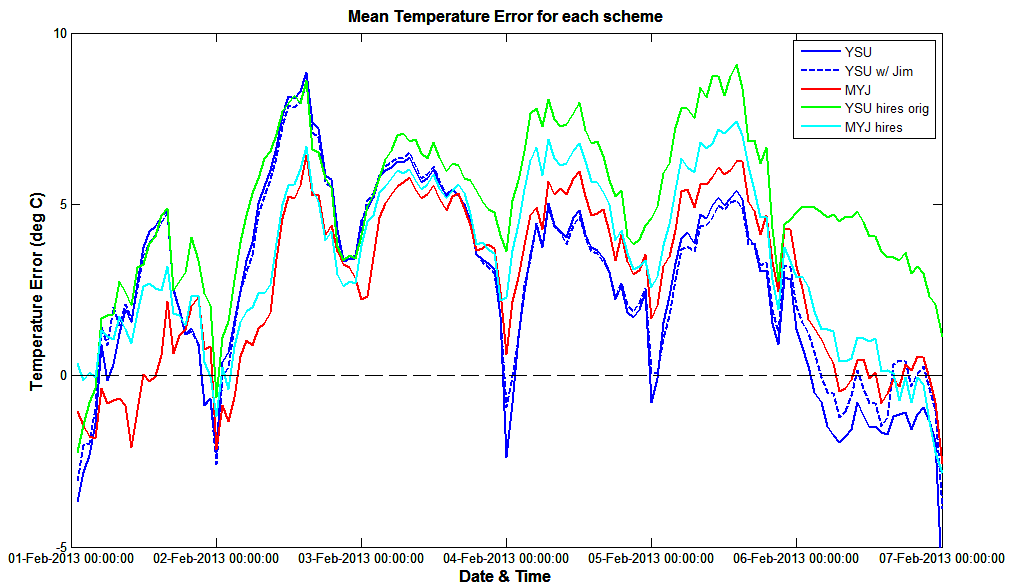 Mean Temperature Error for each scheme
10
YSU
YSU w/ Jim
MYJ
YSU hires orig
MYJ hires
Temperature Error (deg C)
5
0
-5
01-Feb-2013 00:00:00 02-Feb-2013 00:00:00 03-Feb-2013 00:00:00 04-Feb-2013 00:00:00 05-Feb-2013 00:00:00 06-Feb-2013 00:00:00 07-Feb-2013 00:00:00
Date & Time